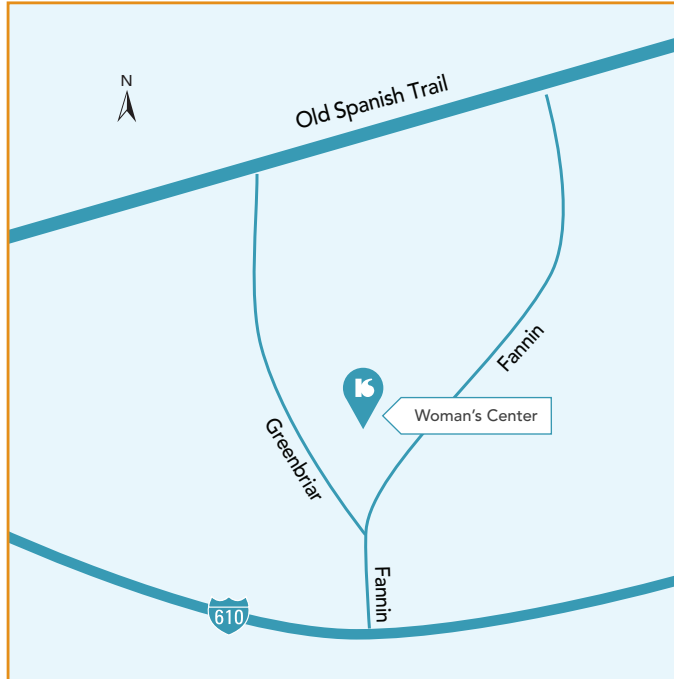 N
Old Spanish Trail
Fannin
Woman's Center
Greenbriar
Fannin
610